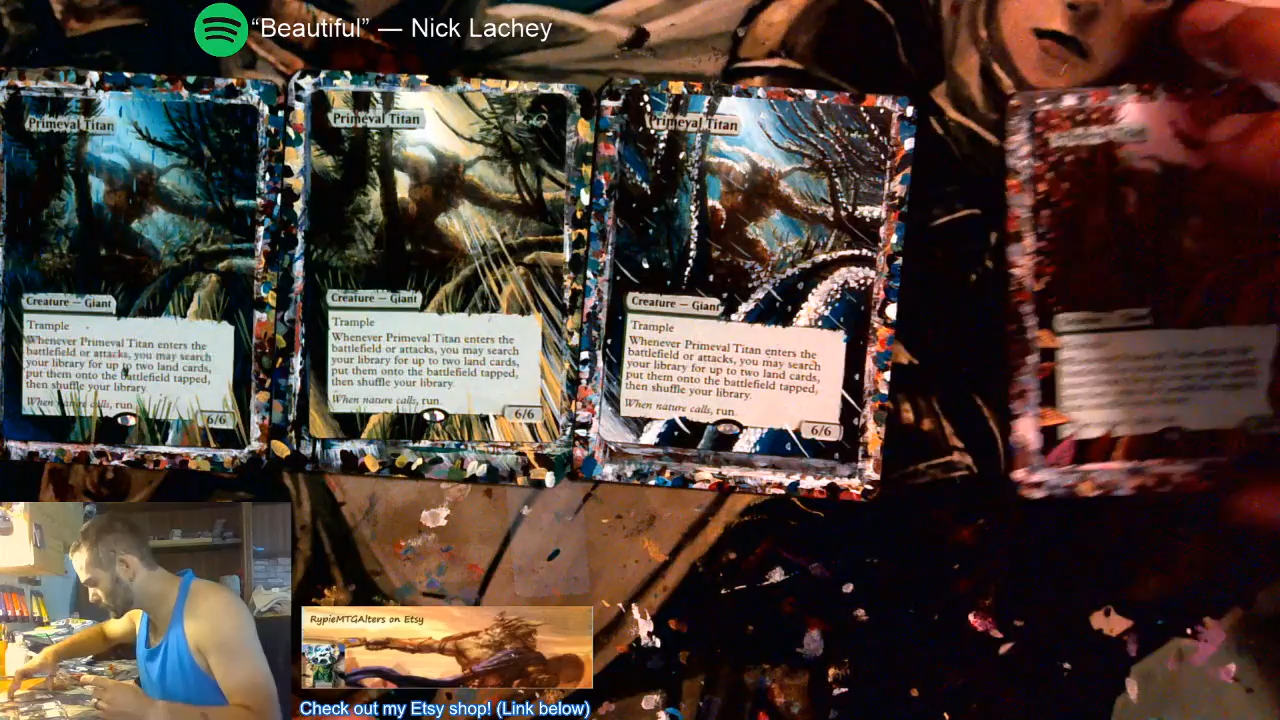 “Beautiful” — Nick Lachey
Primeval Titan
Creature — Giant
Trample
Whenever Primeval Titan enters the
battlefield or attacks, you may search
your library for up to two land cards,
put them onto the battlefield tapped,
then shuffle your library.
When nature calls, run
6/6
Primeval Titan
Creature — Giant
Trample
Whenever Primeval Titan enters the
battlefield or attacks, you may search
your library for up to two land cards,
put them onto the battlefield tapped,
then shuffle your library.
When nature calls, run.
6/6
Primeval Titan
Creature — Giant
Trample
Whenever Primeval Titan enters the
battlefield or attacks, you may search
your library for up to two land cards,
put them onto the battlefield tapped,
then shuffle your library.
When nature calls, run.
6/6
RypieMTGAlters on Etsy
Check out my Etsy shop! (Link below)